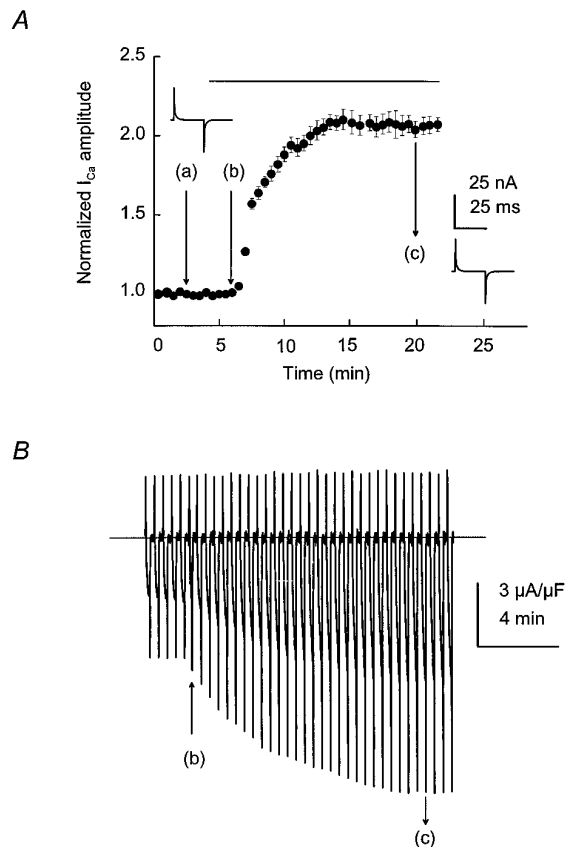 A
2.5
2.0
1.5
1.0
Normalized I_Ca amplitude
(a)
(b)
(c)
25 nA
25 ms
0
5
10
15
20
25
Time (min)
B
3 µA/µF
4 min
(b)
(c)